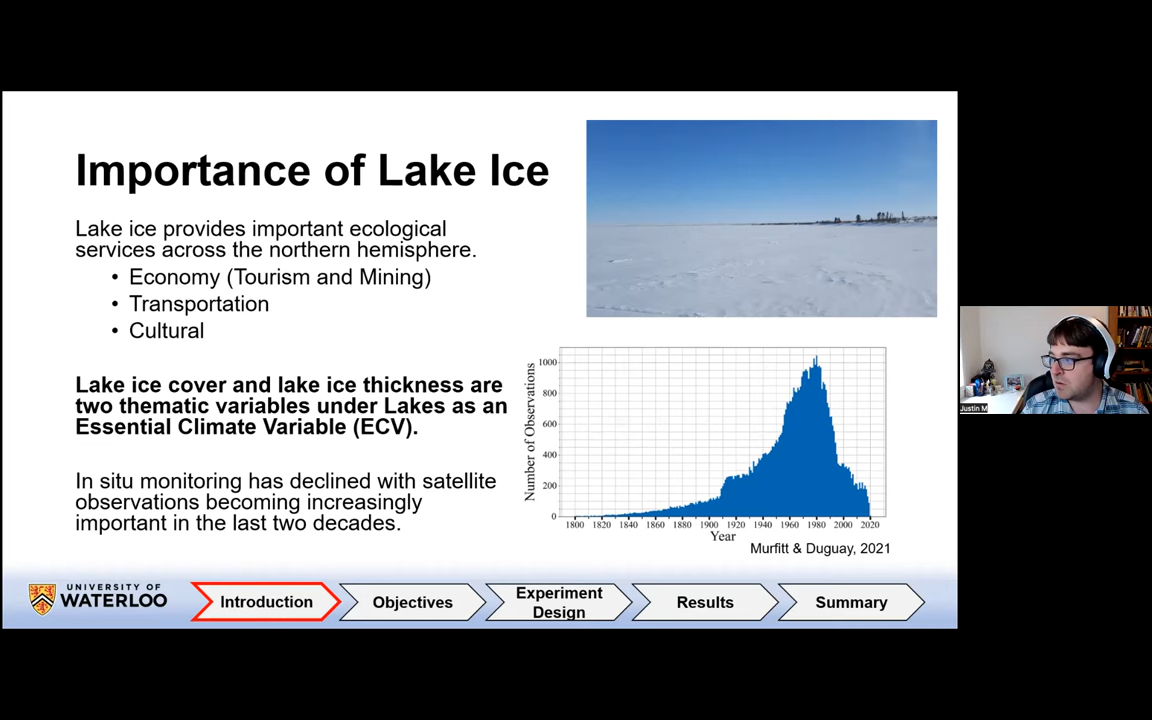 Importance of Lake Ice
Lake ice provides important ecological
services across the northern hemisphere.
• Economy (Tourism and Mining)
• Transportation
• Cultural
Lake ice cover and lake ice thickness are
two thematic variables under Lakes as an
Essential Climate Variable (ECV).
In situ monitoring has declined with satellite
observations becoming increasingly
important in the last two decades.
Number of Observations
1000
800
600
400
200
0
1800 1820 1840 1860 1880 1900 1920 1940 1960 1980 2000 2020
Year
Murfitt & Duguay, 2021
Justin M
UNIVERSITY OF
WATERLOO
Introduction
Objectives
Experiment
Design
Results
Summary